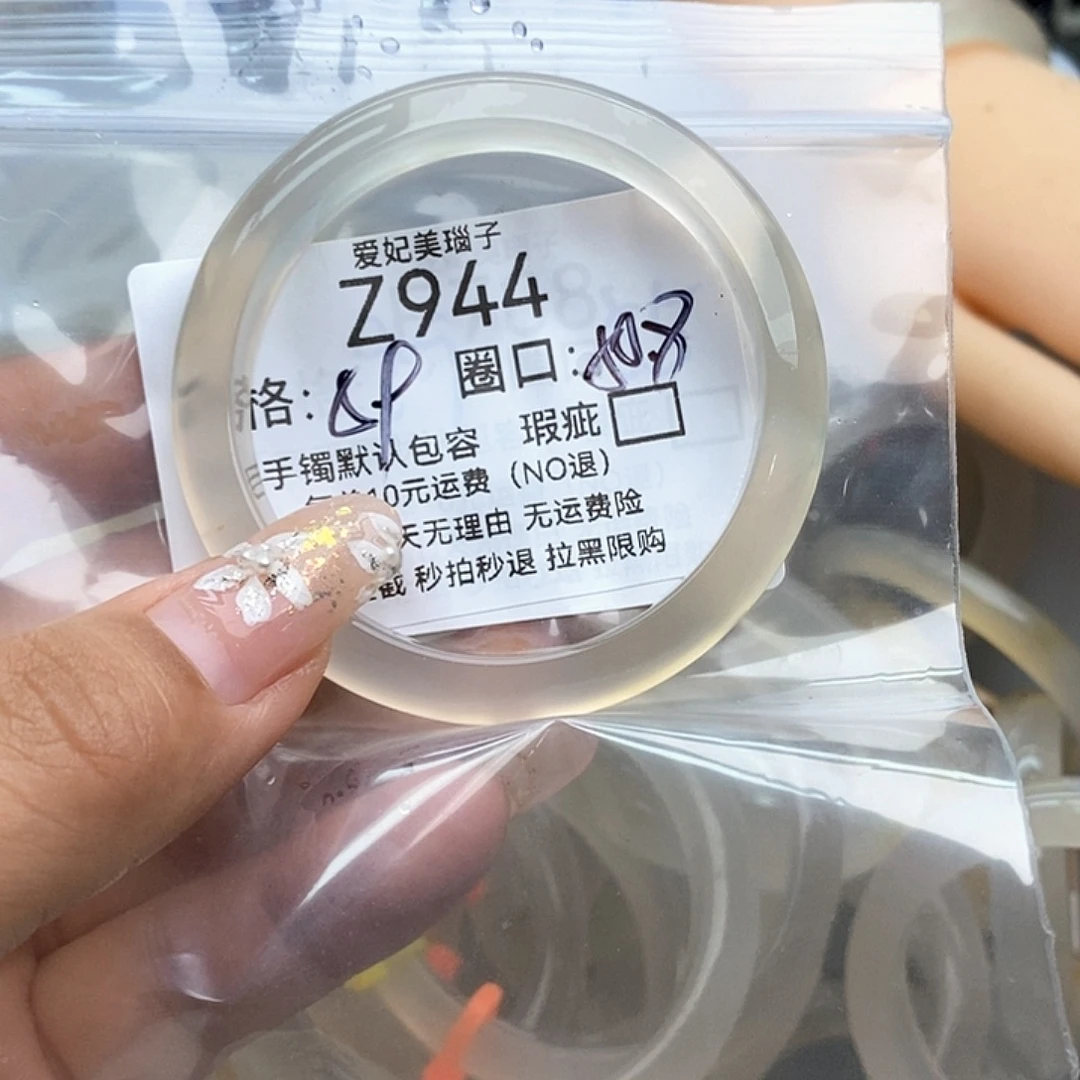 爱妃美瑙子
Z944
格: 圈口:
手镯默认包容 瑕疵
10元运费 (NO退)
天无理由 无运费险
截 秒拍秒退 拉黑限购